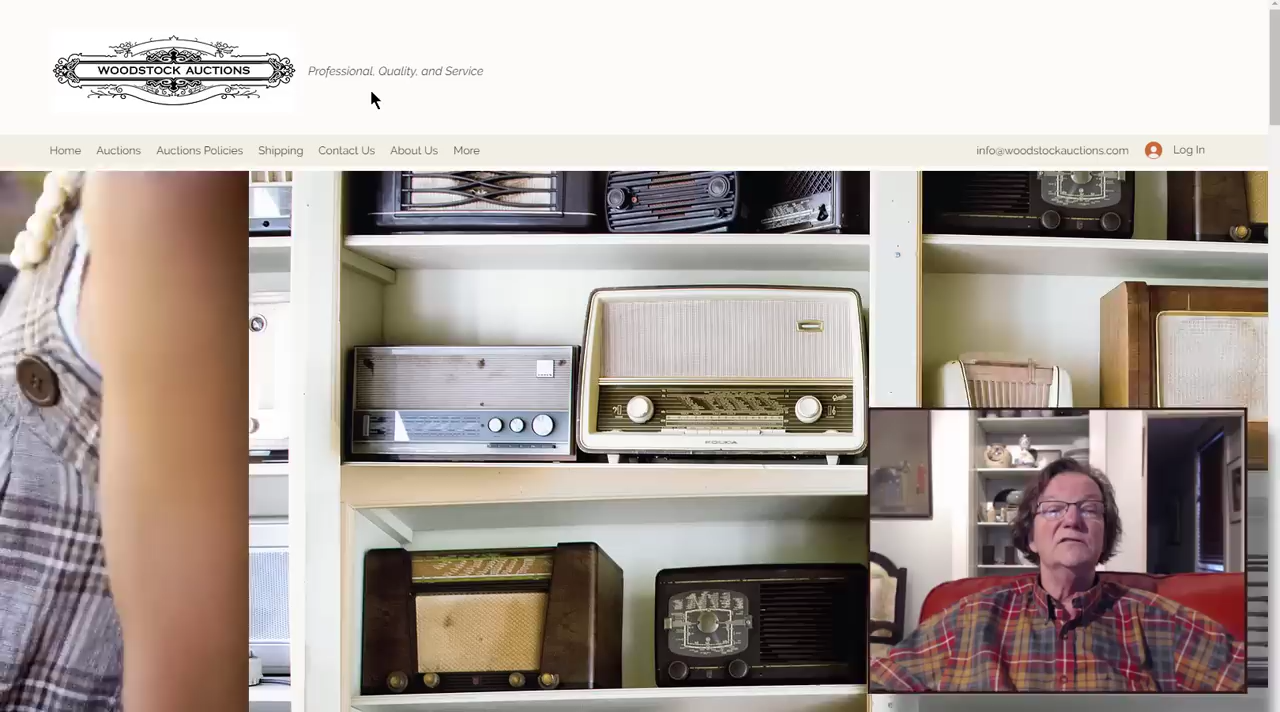 WOODSTOCK AUCTIONS
Professional, Quality, and Service
Home Auctions Auctions Policies Shipping Contact Us About Us More
info@woodstockauctions.com Log In
POLKA